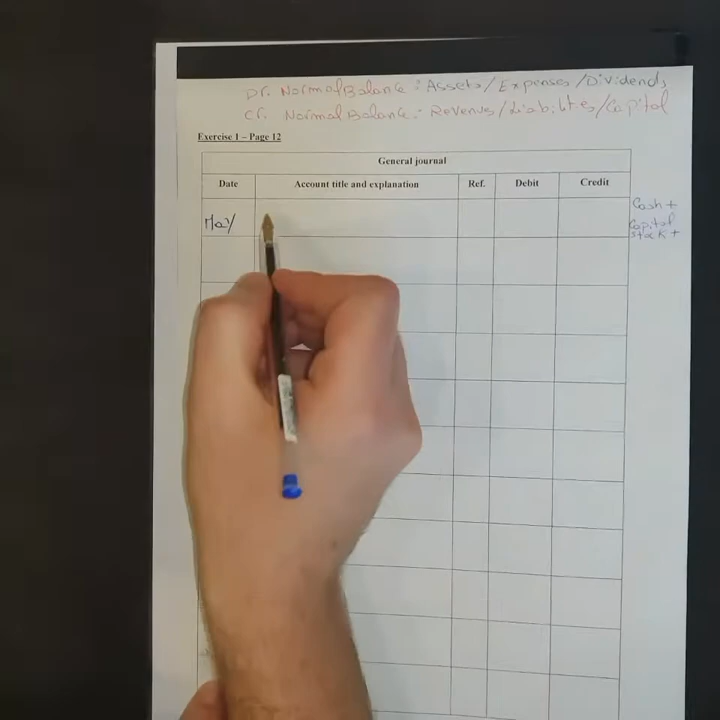 Dr. Normal Balance : Assets/Expenses/Dividends
Cr. Normal Balance : Revenus/Liabilities/Capital
Exercise 1 – Page 12
General journal
Date Account title and explanation Ref. Debit Credit
Cash +
May
Capital
stock +